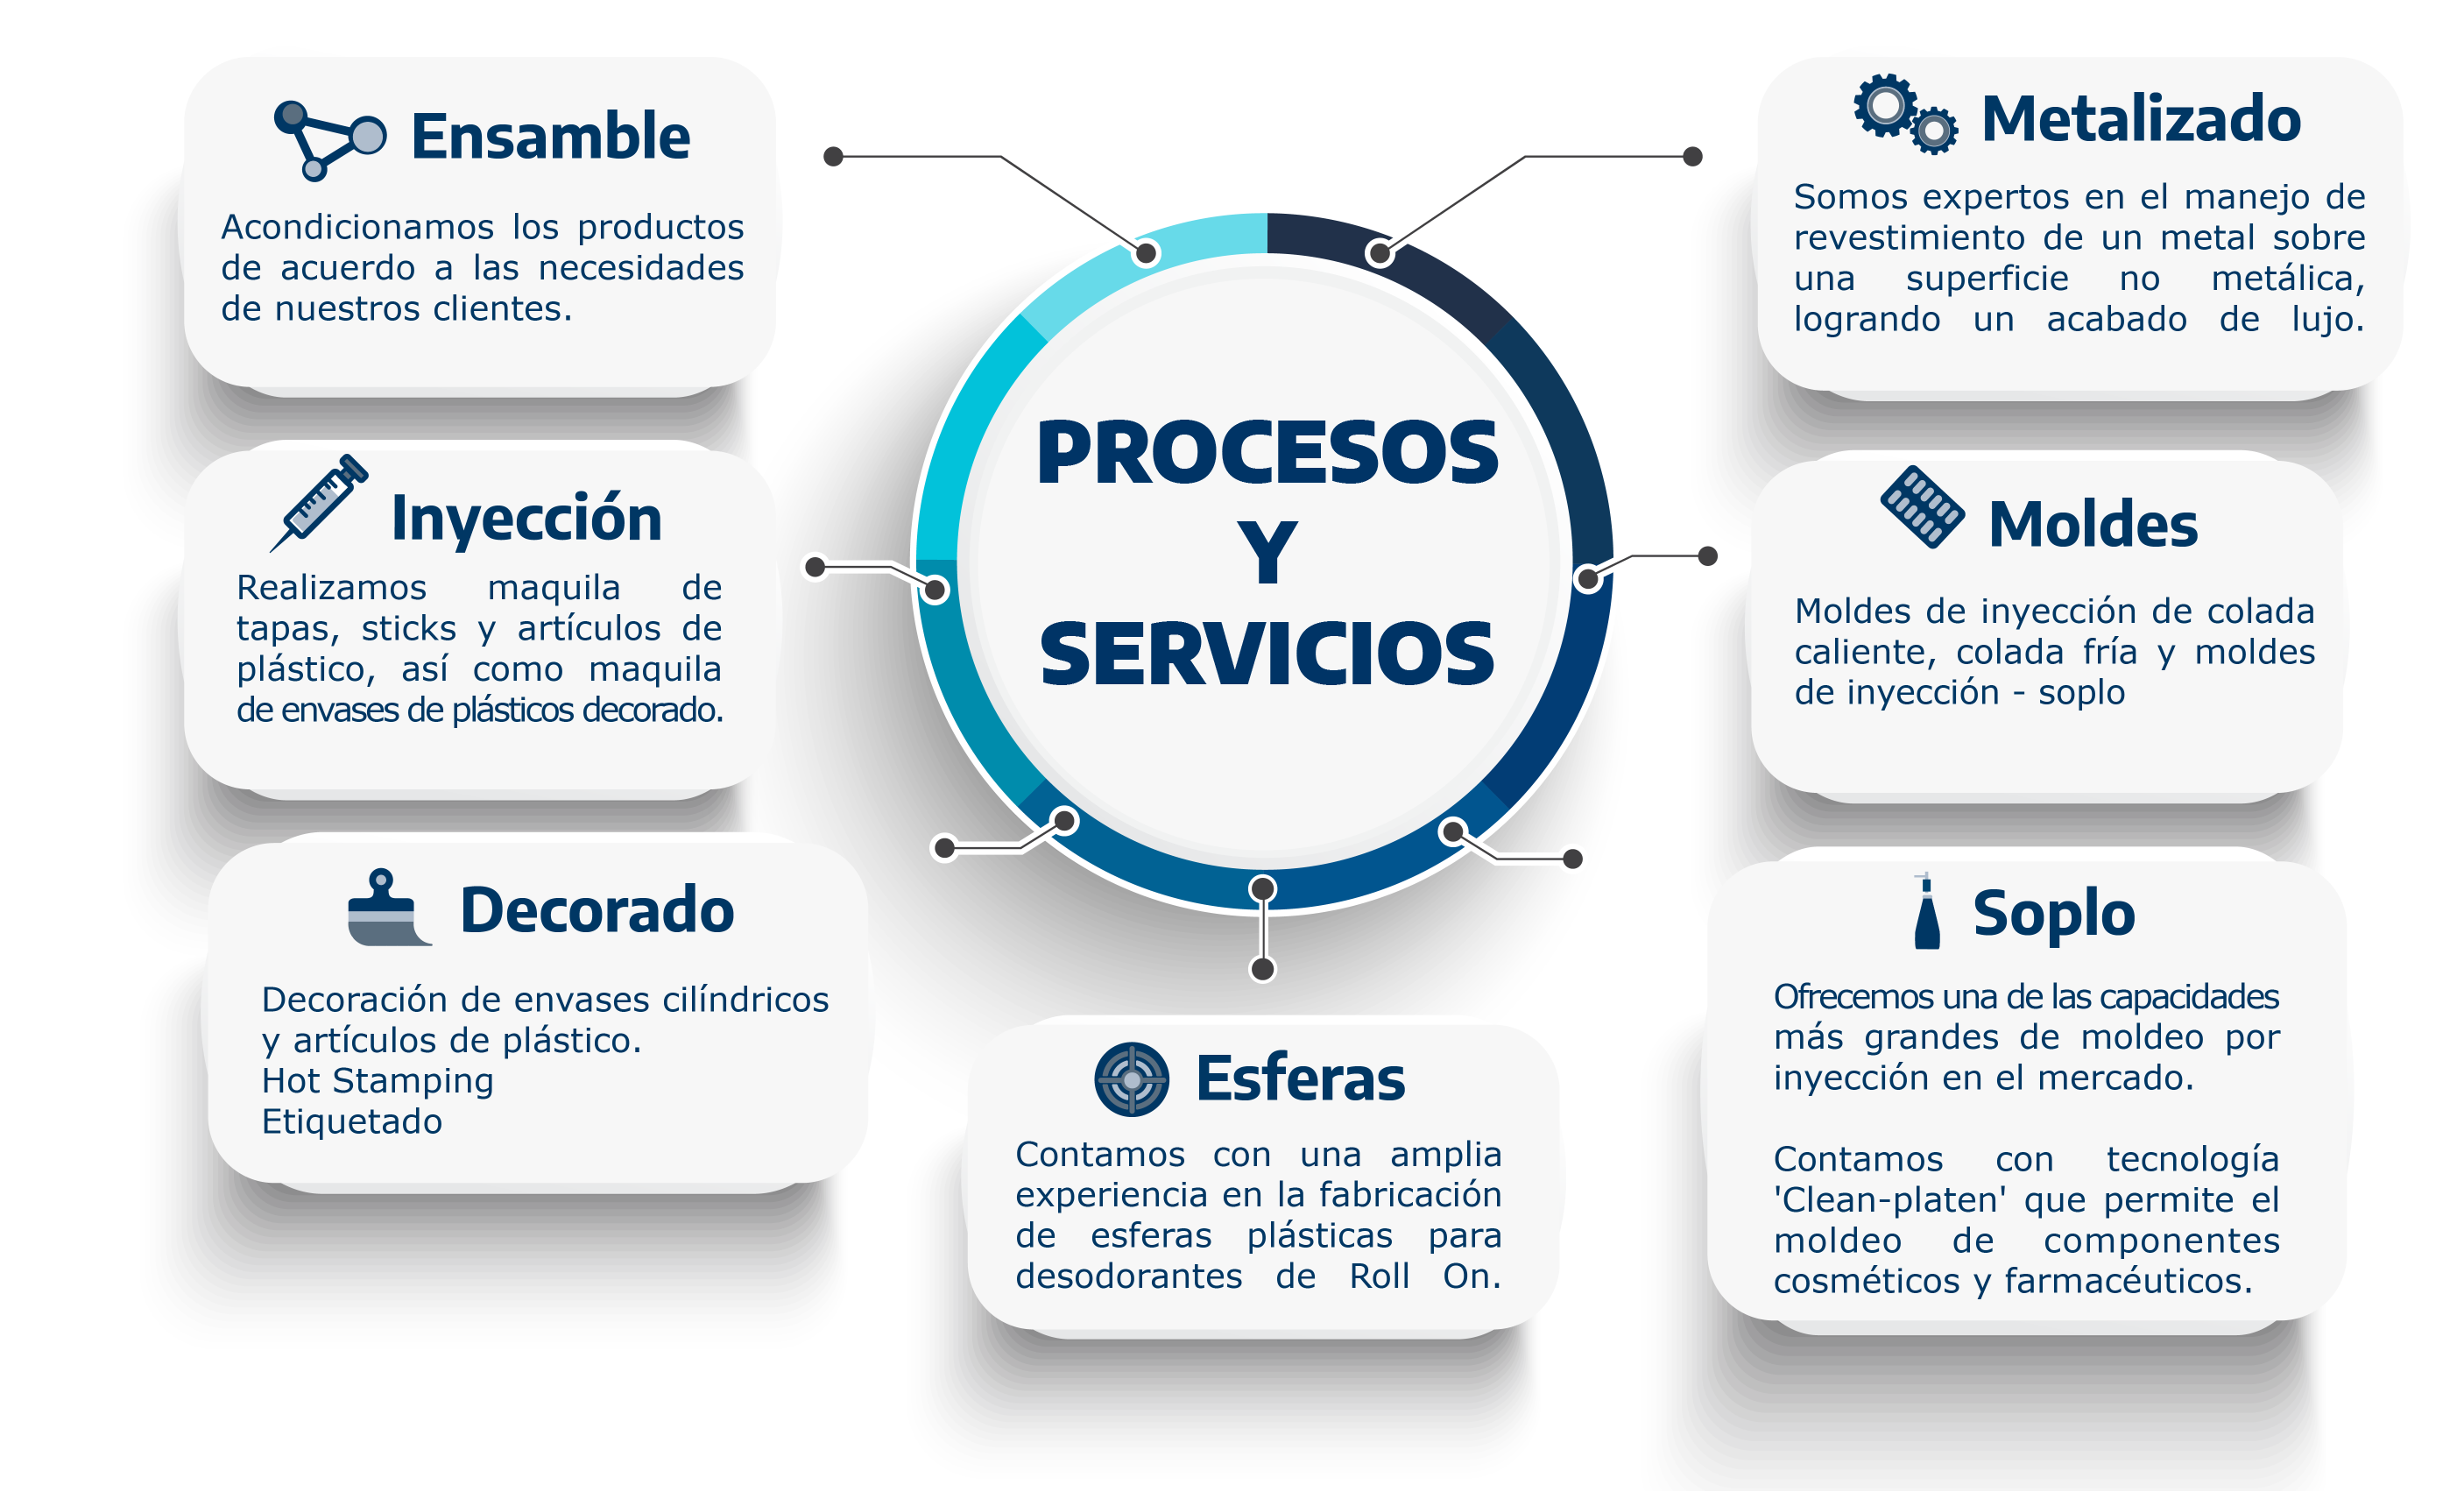 Ensamble
Acondicionamos los productos
de acuerdo a las necesidades
de nuestros clientes.
Inyección
Realizamos maquila de
tapas, sticks y artículos de
plástico, así como maquila
de envases de plásticos decorado.
Decorado
Decoración de envases cilíndricos
y artículos de plástico.
Hot Stamping
Etiquetado
PROCESOS
Y
SERVICIOS
Esferas
Contamos con una amplia
experiencia en la fabricación
de esferas plásticas para
desodorantes de Roll On.
Metalizado
Somos expertos en el manejo de
revestimiento de un metal sobre
una superficie no metálica,
logrando un acabado de lujo.
Moldes
Moldes de inyección de colada
caliente, colada fría y moldes
de inyección - soplo
Soplo
Ofrecemos una de las capacidades
más grandes de moldeo por
inyección en el mercado.
Contamos con tecnología
'Clean-platen' que permite el
moldeo de componentes
cosméticos y farmacéuticos.